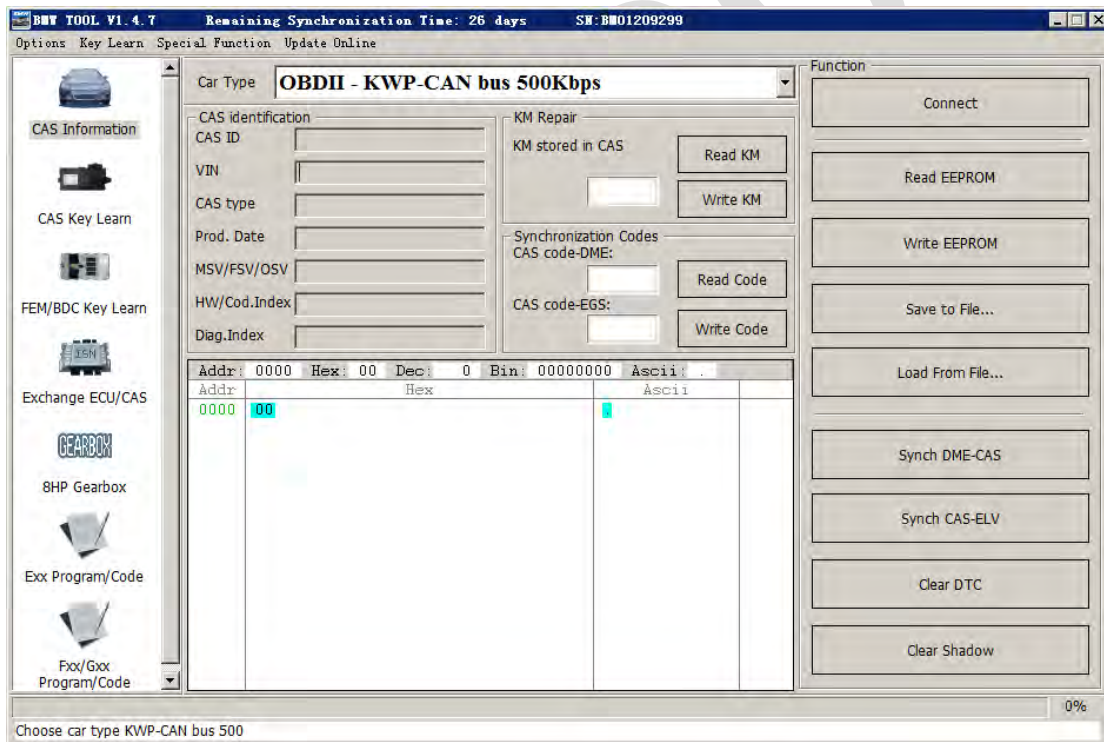 BMW TOOL V1.4.7 Remaining Synchronization Time: 26 days SN:BM01209299
Options Key Learn Special Function Update Online
CAS Information
CAS Key Learn
FEM/BDC Key Learn
ISN
Exchange ECU/CAS
GEARBOX
8HP Gearbox
Exx Program/Code
Fxx/Gxx
Program/Code
Car Type OBDII - KWP-CAN bus 500Kbps
CAS identification
CAS ID
VIN
CAS type
Prod. Date
MSV/FSV/OSV
HW/Cod.Index
Diag.Index
KM Repair
KM stored in CAS
Read KM
Write KM
Synchronization Codes
CAS code-DME:
Read Code
CAS code-EGS:
Write Code
Addr: 0000 Hex: 00 Dec: 0 Bin: 00000000 Ascii: .
Addr Hex Ascii
0000 00 .
Function
Connect
Read EEPROM
Write EEPROM
Save to File...
Load From File...
Synch DME-CAS
Synch CAS-ELV
Clear DTC
Clear Shadow
0%
Choose car type KWP-CAN bus 500